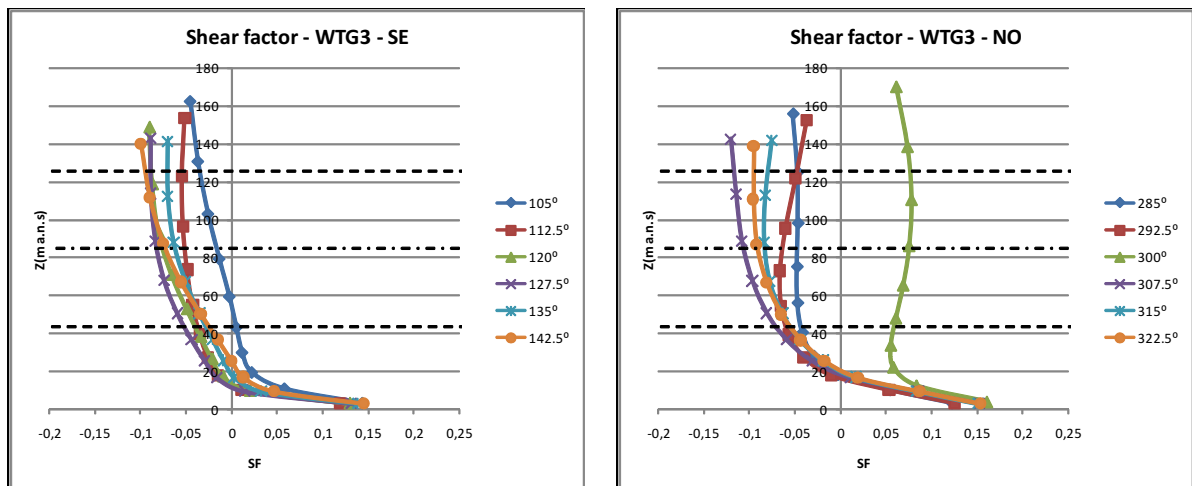 Shear factor - WTG3 - SE
Z(m a.n.s)
180
160
140
120
100
80
60
40
20
0
-0,2 -0,15 -0,1 -0,05 0 0,05 0,1 0,15 0,2 0,25
SF
105º
112.5º
120º
127.5º
135º
142.5º
Shear factor - WTG3 - NO
Z(m a.n.s)
180
160
140
120
100
80
60
40
20
0
-0,2 -0,15 -0,1 -0,05 0 0,05 0,1 0,15 0,2 0,25
SF
285º
292.5º
300º
307.5º
315º
322.5º